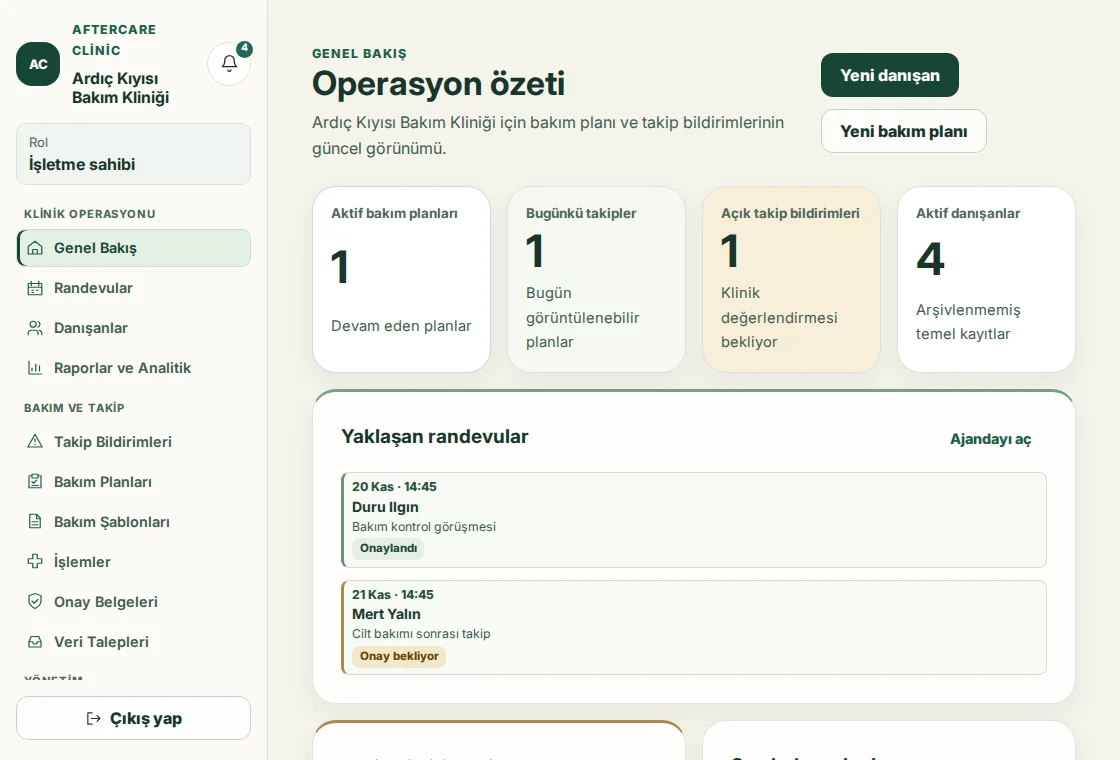 AFTERCARE
CLİNİC
AC
Ardıç Kıyısı
Bakım Kliniği
4
Rol
İşletme sahibi
KLİNİK OPERASYONU
Genel Bakış
Randevular
Danışanlar
Raporlar ve Analitik
BAKIM VE TAKİP
Takip Bildirimleri
Bakım Planları
Bakım Şablonları
İşlemler
Onay Belgeleri
Veri Talepleri
Çıkış yap
GENEL BAKIŞ
Operasyon özeti
Ardıç Kıyısı Bakım Kliniği için bakım planı ve takip bildirimlerinin
güncel görünümü.
Yeni danışan
Yeni bakım planı
Aktif bakım planları
1
Devam eden planlar
Bugünkü takipler
1
Bugün
görüntülenebilir
planlar
Açık takip bildirimleri
1
Klinik
değerlendirmesi
bekliyor
Aktif danışanlar
4
Arşivlenmemiş
temel kayıtlar
Yaklaşan randevular
Ajandayı aç
20 Kas · 14:45
Duru Ilgın
Bakım kontrol görüşmesi
Onaylandı
21 Kas · 14:45
Mert Yalın
Cilt bakımı sonrası takip
Onay bekliyor